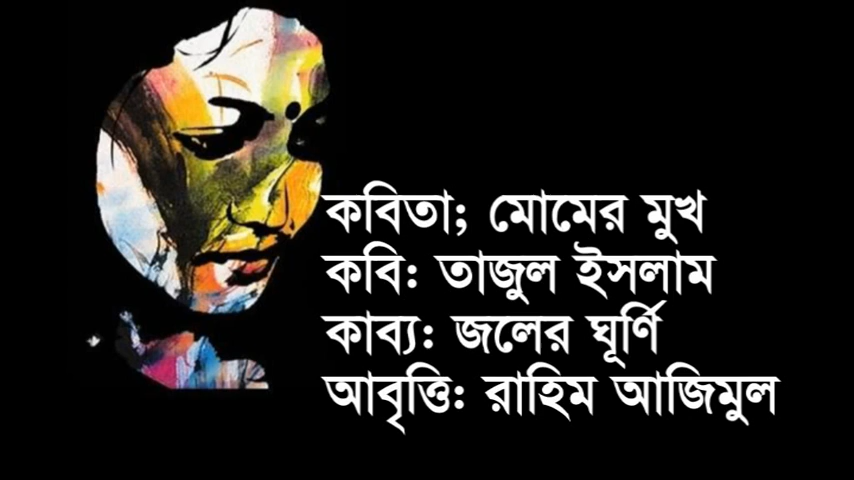 কবিতা; মোমের মুখ
কবি: তাজুল ইসলাম
কাব্য: জলের ঘূর্ণি
আবৃত্তি: রাহিম আজিমুল